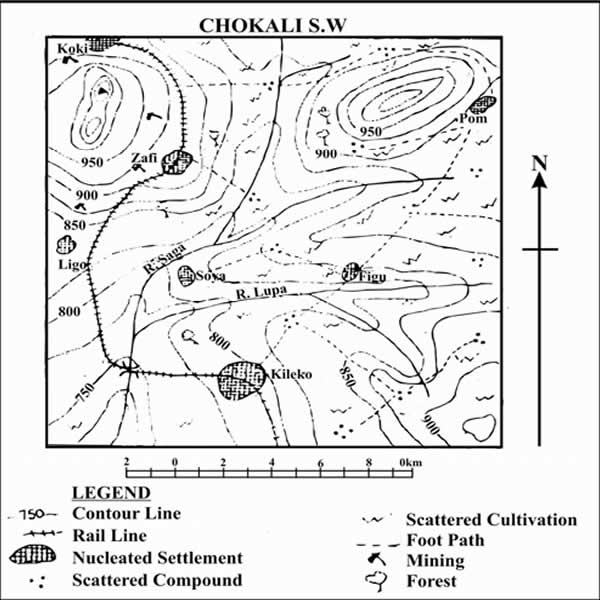 CHOKALI S.W
Koki
950
Pom
950
900
Zafi
N
900
850
Ligo
R. Saga
Soya
Figu
R. Lupa
800
800
Kileko
750
850
900
2 0 2 4 6 8 0km
LEGEND
750 Contour Line
Rail Line
Nucleated Settlement
Scattered Compound
Scattered Cultivation
Foot Path
Mining
Forest